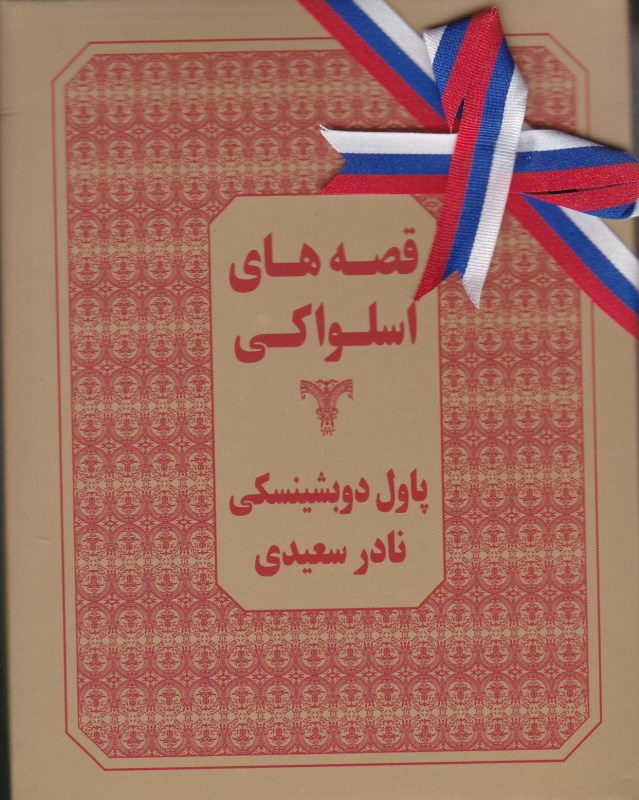 قصه های
اسلواکی
پاول دوبشینسکی
نادر سعیدی